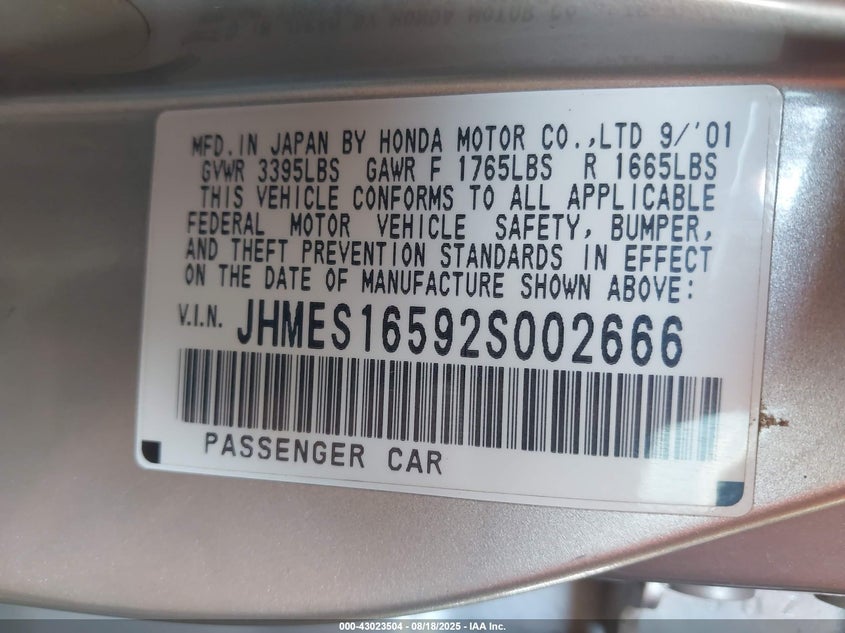 MFD. IN JAPAN BY HONDA MOTOR CO.,LTD 9/'01
GVWR 3395LBS GAWR F 1765LBS R 1665LBS
THIS VEHICLE CONFORMS TO ALL APPLICABLE
FEDERAL MOTOR VEHICLE SAFETY, BUMPER,
AND THEFT PREVENTION STANDARDS IN EFFECT
ON THE DATE OF MANUFACTURE SHOWN ABOVE:
V.I.N. JHMES16592S002666
PASSENGER CAR
000-43023504 - 08/18/2025 - IAA Inc.